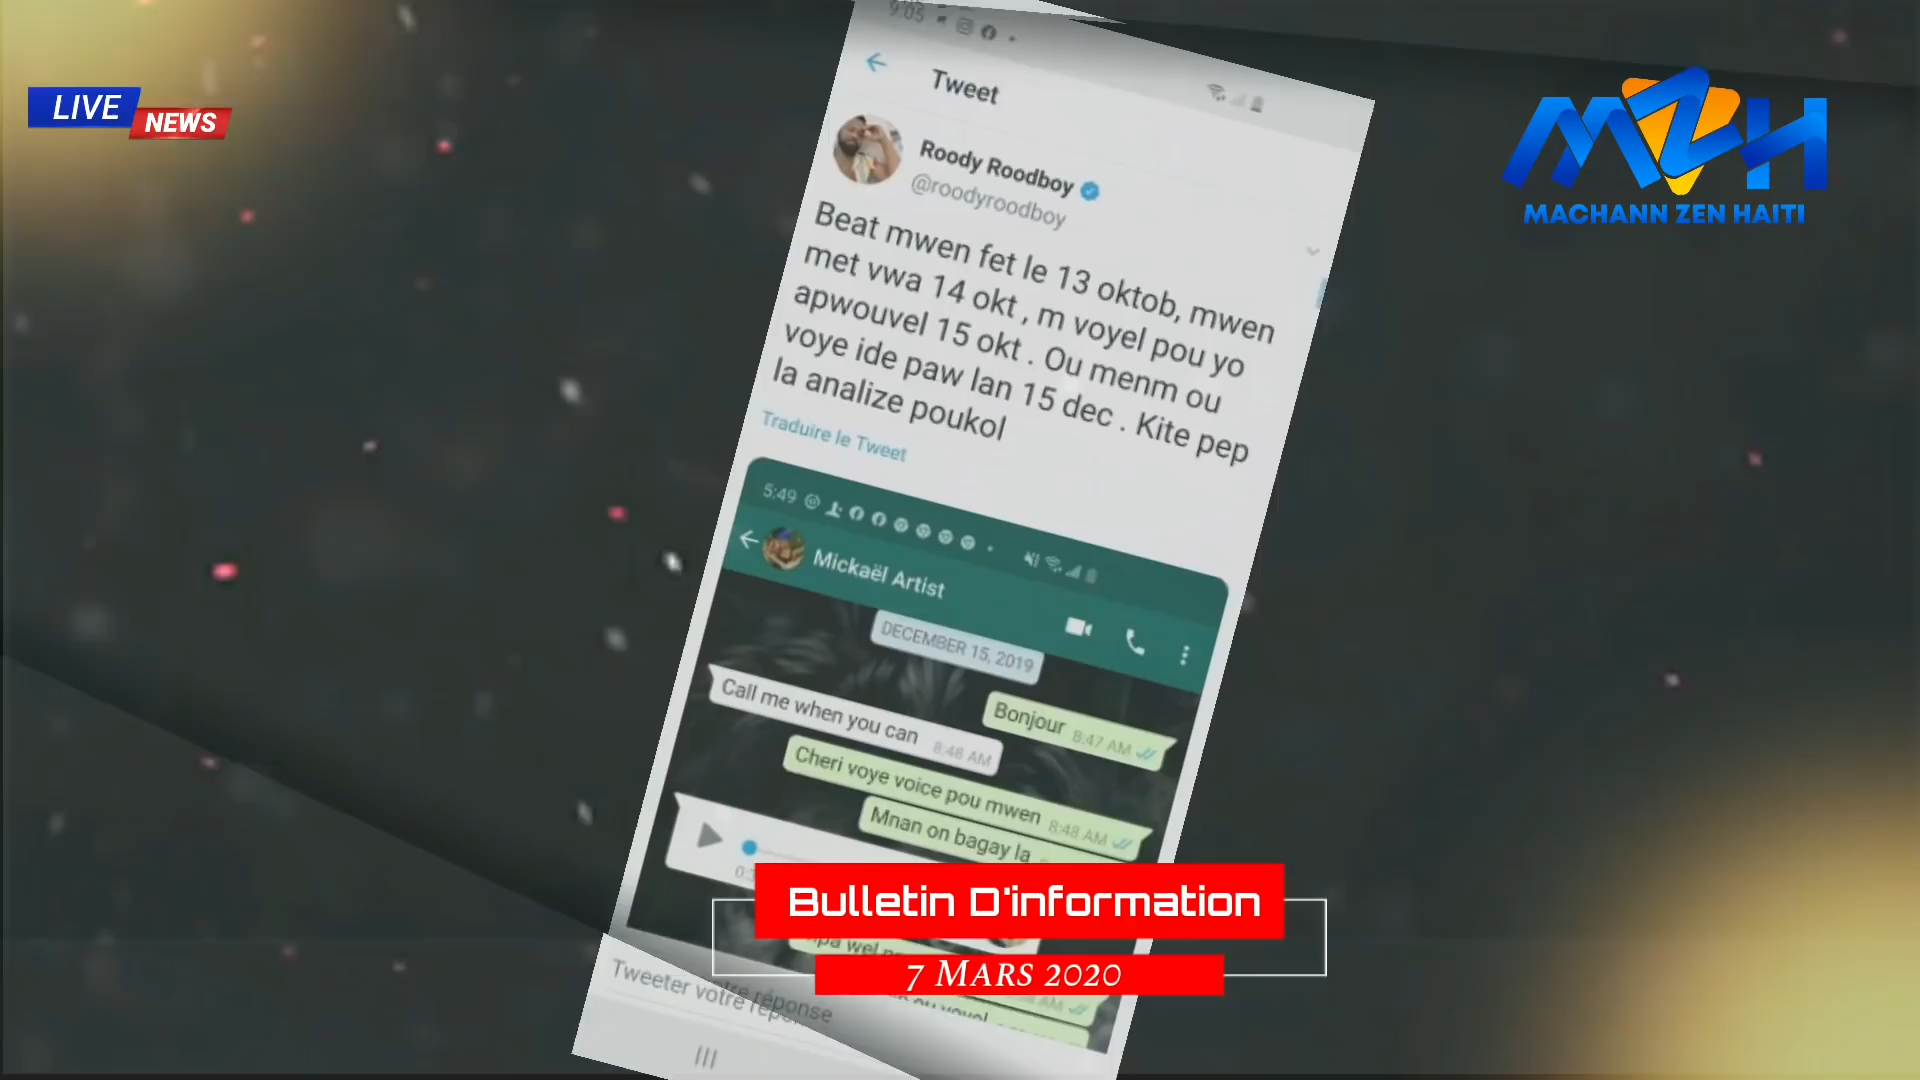 LIVE
NEWS
MZH
MACHANN ZEN HAITI
9:05
Tweet
Roody Roodboy
@roodyroodboy
Beat mwen fet le 13 oktob, mwen
met vwa 14 okt , m voyel pou yo
apwouvel 15 okt . Ou menm ou
voye ide paw lan 15 dec . Kite pep
la analize poukol
Traduire le Tweet
5:49
Mickaël Artist
DECEMBER 15, 2019
Bonjour 8:47 AM
Call me when you can 8:48 AM
Cheri voye voice pou mwen 8:48 AM
Mnan on bagay la
Bulletin D'information
7 Mars 2020
Tweeter votre réponse